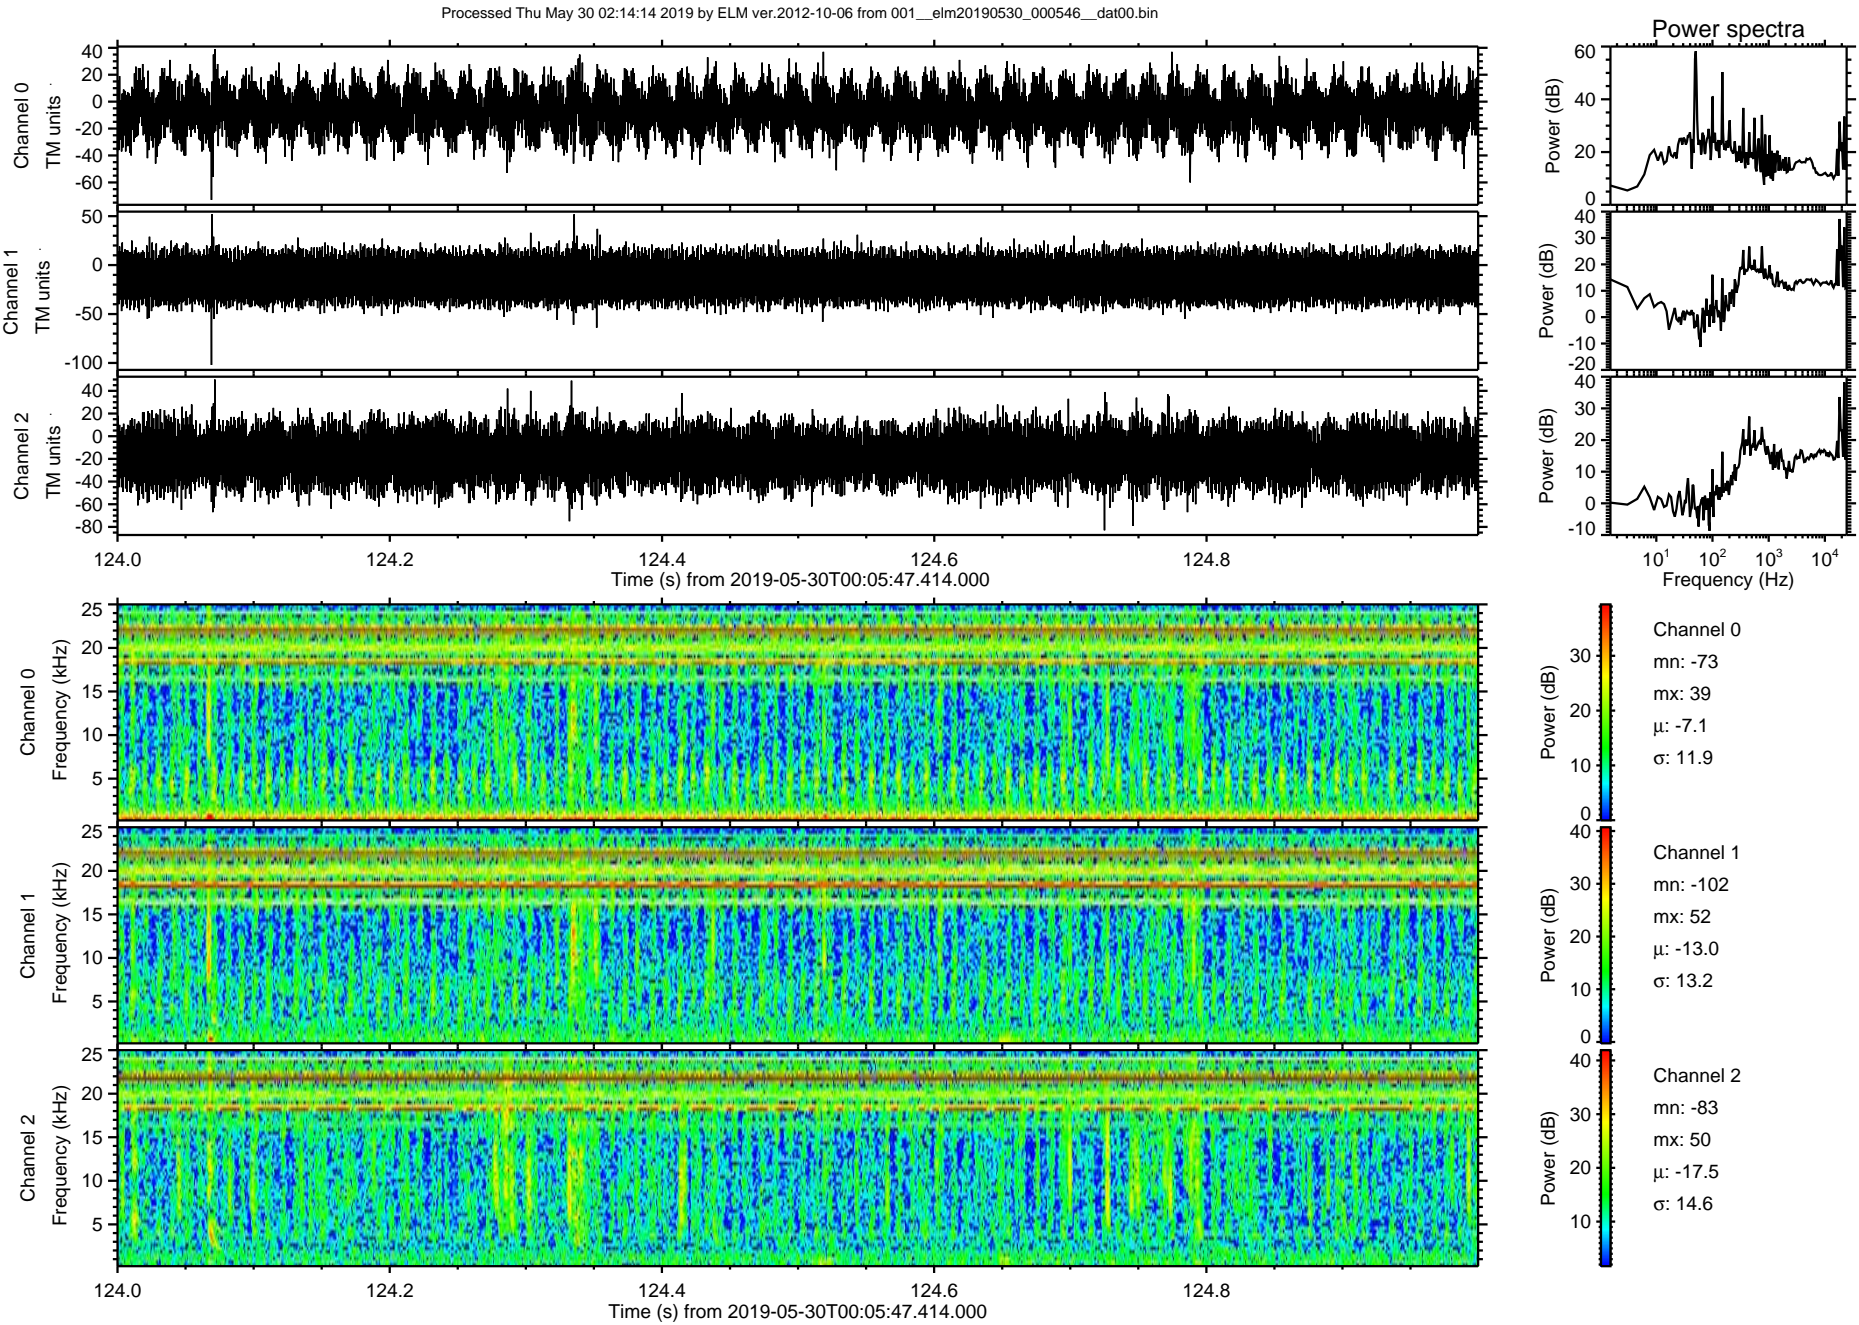 Processed Thu May 30 02:14:14 2019 by ELM ver.2012-10-06 from 001__elm20190530_000546__dat00.bin
Power spectra
Channel 0
TM units
40
20
0
-20
-40
-60
Power (dB)
60
40
20
0
Channel 1
TM units
50
0
-50
-100
Power (dB)
40
30
20
10
0
-10
-20
Channel 2
TM units
40
20
0
-20
-40
-60
-80
Power (dB)
40
30
20
10
0
-10
124.0 124.2 124.4 124.6 124.8
Time (s) from 2019-05-30T00:05:47.414.000
10¹ 10² 10³ 10⁴
Frequency (Hz)
Channel 0
Frequency (kHz)
25
20
15
10
5
Power (dB)
30
20
10
0
Channel 0
mn: -73
mx: 39
μ: -7.1
σ: 11.9
Channel 1
Frequency (kHz)
25
20
15
10
5
Power (dB)
40
30
20
10
0
Channel 1
mn: -102
mx: 52
μ: -13.0
σ: 13.2
Channel 2
Frequency (kHz)
25
20
15
10
5
Power (dB)
40
30
20
10
Channel 2
mn: -83
mx: 50
μ: -17.5
σ: 14.6
124.0 124.2 124.4 124.6 124.8
Time (s) from 2019-05-30T00:05:47.414.000